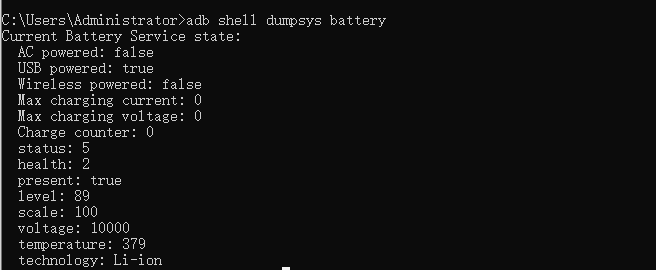 C:\Users\Administrator>adb shell dumpsys battery
Current Battery Service state:
  AC powered: false
  USB powered: true
  Wireless powered: false
  Max charging current: 0
  Max charging voltage: 0
  Charge counter: 0
  status: 5
  health: 2
  present: true
  level: 89
  scale: 100
  voltage: 10000
  temperature: 379
  technology: Li-ion